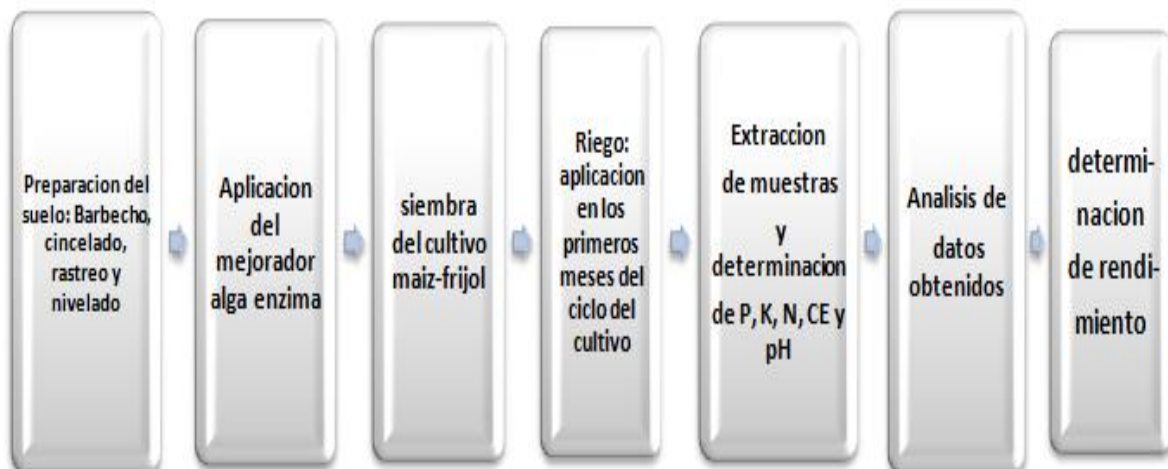 Preparacion del
suelo: Barbecho,
cincelado,
rastreo y
nivelado
Aplicacion
del
mejorador
alga enzima
siembra
del cultivo
maiz-frijol
Riego:
aplicacion
en los
primeros
meses del
ciclo del
cultivo
Extraccion
de muestras
y
determinacion
de P, K, N, CE y
pH
Analisis de
datos
obtenidos
determi-
nacion
de rendi-
miento